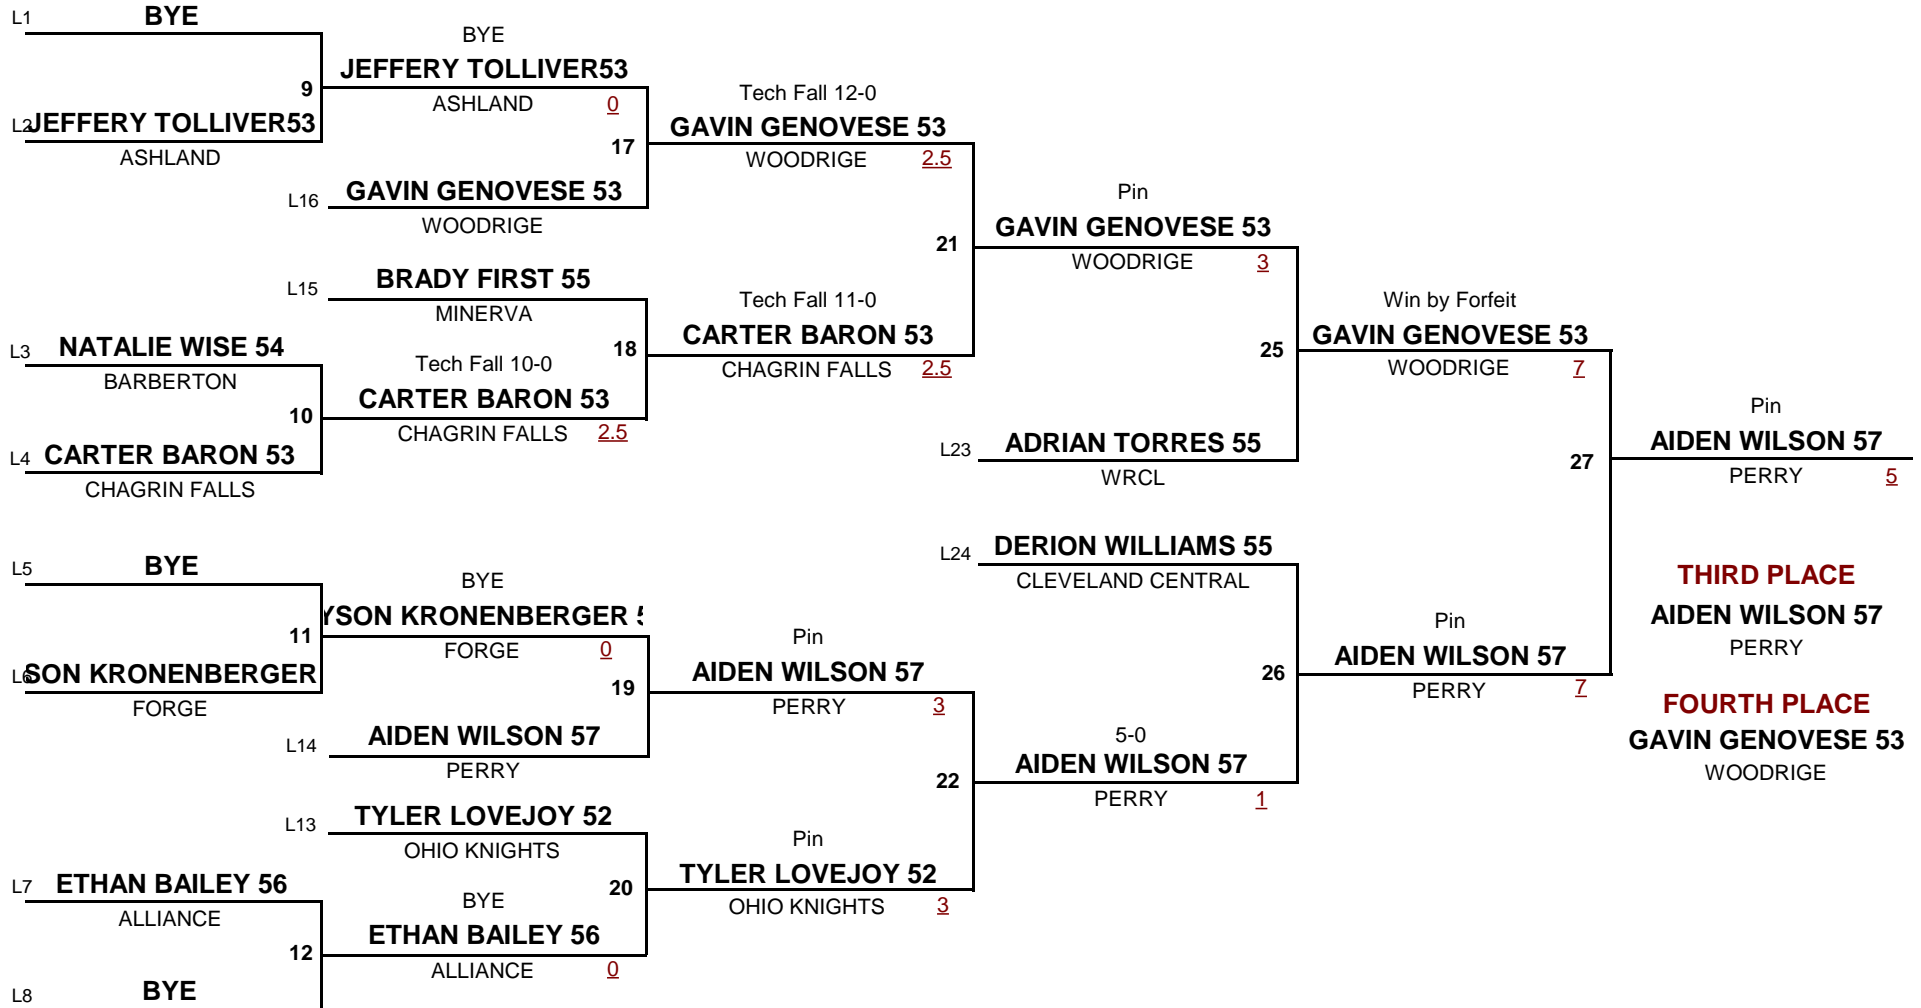 L1 BYE
BYE
JEFFERY TOLLIVER53
9
ASHLAND 0
L2 JEFFERY TOLLIVER53
ASHLAND
Tech Fall 12-0
GAVIN GENOVESE 53
17
WOODRIGE 2.5
L16 GAVIN GENOVESE 53
WOODRIGE
Pin
GAVIN GENOVESE 53
21
WOODRIGE 3
L15 BRADY FIRST 55
MINERVA
Tech Fall 11-0
CARTER BARON 53
18
CHAGRIN FALLS 2.5
L3 NATALIE WISE 54
BARBERTON
Tech Fall 10-0
CARTER BARON 53
10
CHAGRIN FALLS 2.5
L4 CARTER BARON 53
CHAGRIN FALLS
Win by Forfeit
GAVIN GENOVESE 53
25
WOODRIGE 7
L23 ADRIAN TORRES 55
WRCL
Pin
AIDEN WILSON 57
27
PERRY 5
L24 DERION WILLIAMS 55
CLEVELAND CENTRAL
L5 BYE
BYE
YSON KRONENBERGER 5
11
FORGE 0
L6 SON KRONENBERGER
FORGE
Pin
AIDEN WILSON 57
19
PERRY 3
L14 AIDEN WILSON 57
PERRY
Pin
AIDEN WILSON 57
26
PERRY 7
5-0
AIDEN WILSON 57
22
PERRY 1
L13 TYLER LOVEJOY 52
OHIO KNIGHTS
Pin
TYLER LOVEJOY 52
20
OHIO KNIGHTS 3
L7 ETHAN BAILEY 56
ALLIANCE
BYE
ETHAN BAILEY 56
12
ALLIANCE 0
L8 BYE
THIRD PLACE
AIDEN WILSON 57
PERRY
FOURTH PLACE
GAVIN GENOVESE 53
WOODRIGE